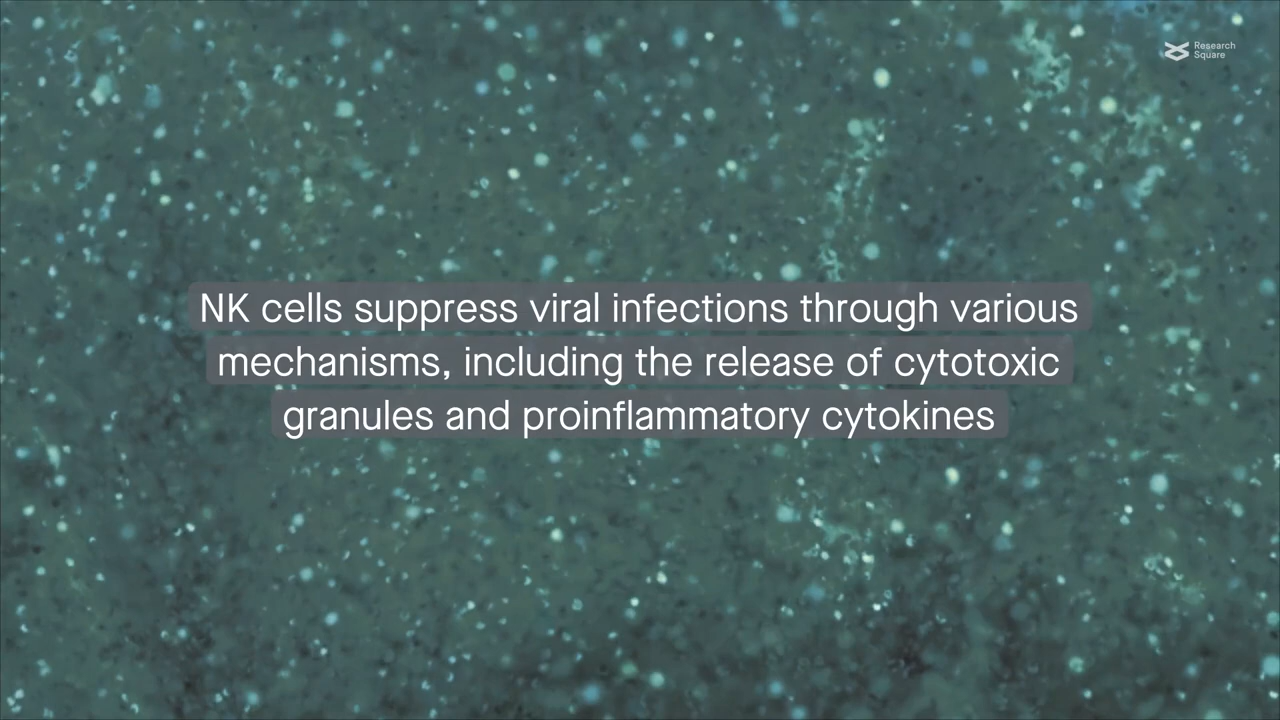 Research
Square
NK cells suppress viral infections through various
mechanisms, including the release of cytotoxic
granules and proinflammatory cytokines